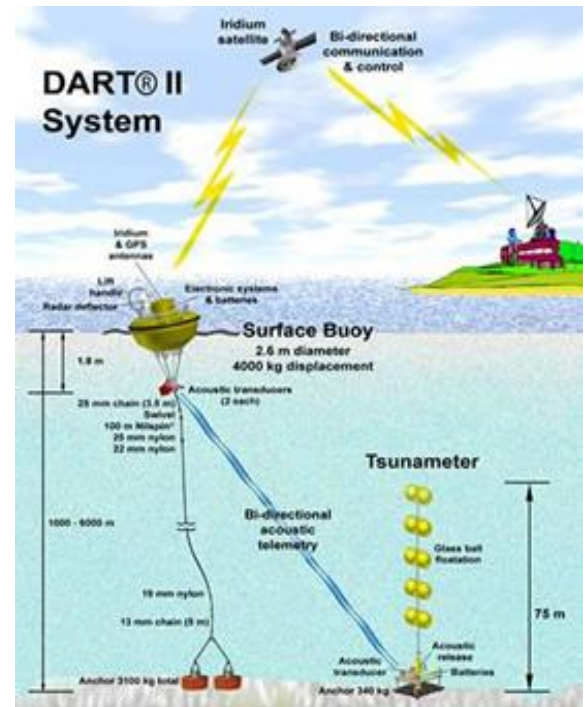 Iridium
satellite
Bi-directional
communication
& control
DART® II
System
Iridium
& GPS
antennas
Lift
handle
Radar deflector
Electronic systems
& batteries
Surface Buoy
2.6 m diameter
4000 kg displacement
1.8 m
Acoustic transducers
(2 each)
25 mm chain (3.5 m)
Swivel
100 m Nilspin®
25 mm nylon
22 mm nylon
Tsunameter
1000 - 6000 m
Bi-directional
acoustic
telemetry
Glass ball
floatation
75 m
19 mm nylon
13 mm chain (5 m)
Acoustic
release
Acoustic
transducer
Batteries
Anchor 3100 kg total
Anchor 340 kg